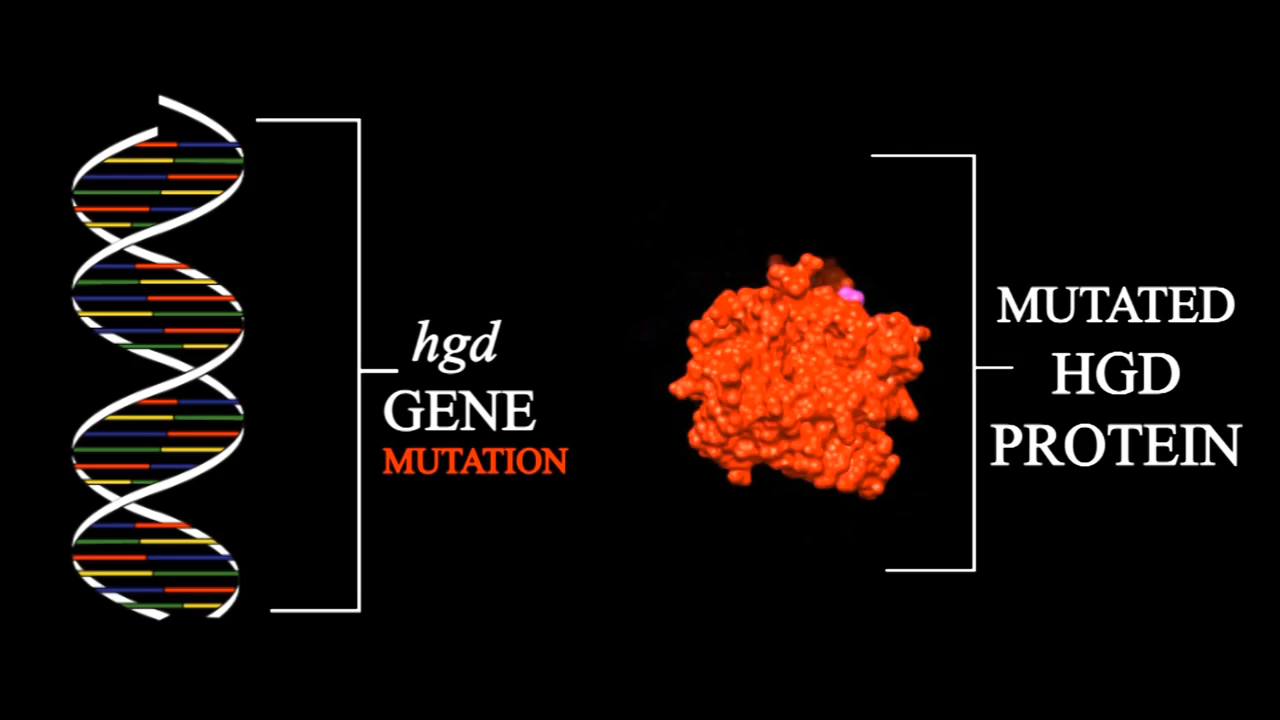 hgd
GENE
MUTATION
MUTATED
HGD
PROTEIN